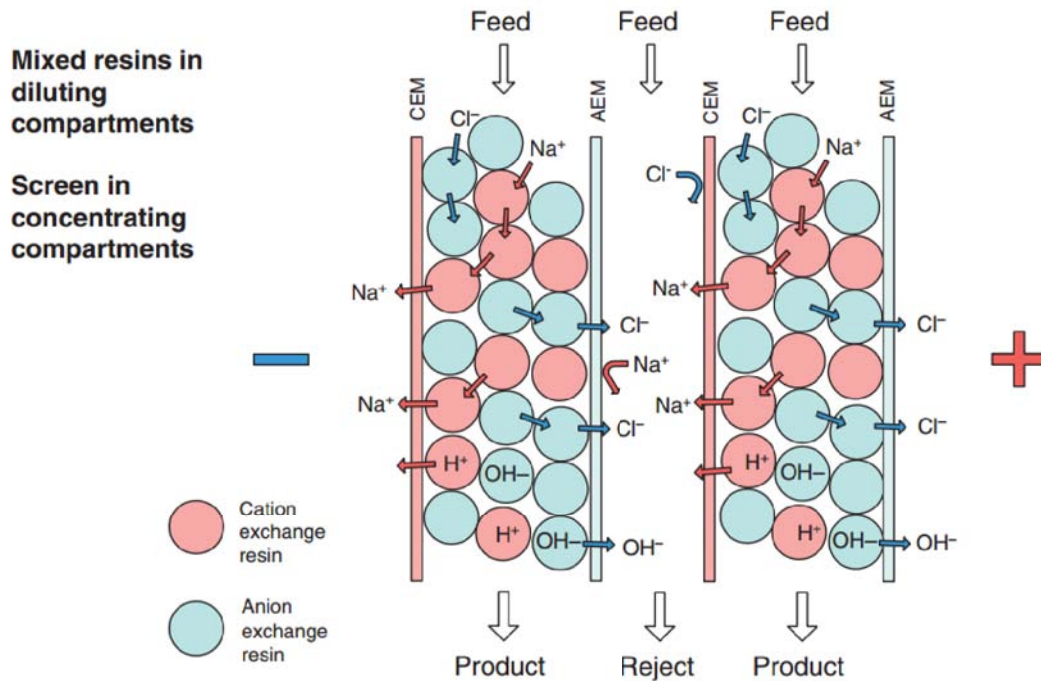 Feed
Feed
Feed
Mixed resins in
diluting
compartments
Screen in
concentrating
compartments
CEM
AEM
CEM
AEM
Cl⁻
Na⁺
Cl⁻
Cl⁻
Na⁺
Na⁺
Cl⁻
Na⁺
Na⁺
Cl⁻
Na⁺
Cl⁻
Na⁺
Cl⁻
H⁺
OH–
H⁺
OH–
H⁺
OH–
OH⁻
H⁺
OH–
OH⁻
Cation
exchange
resin
Anion
exchange
resin
Product
Reject
Product